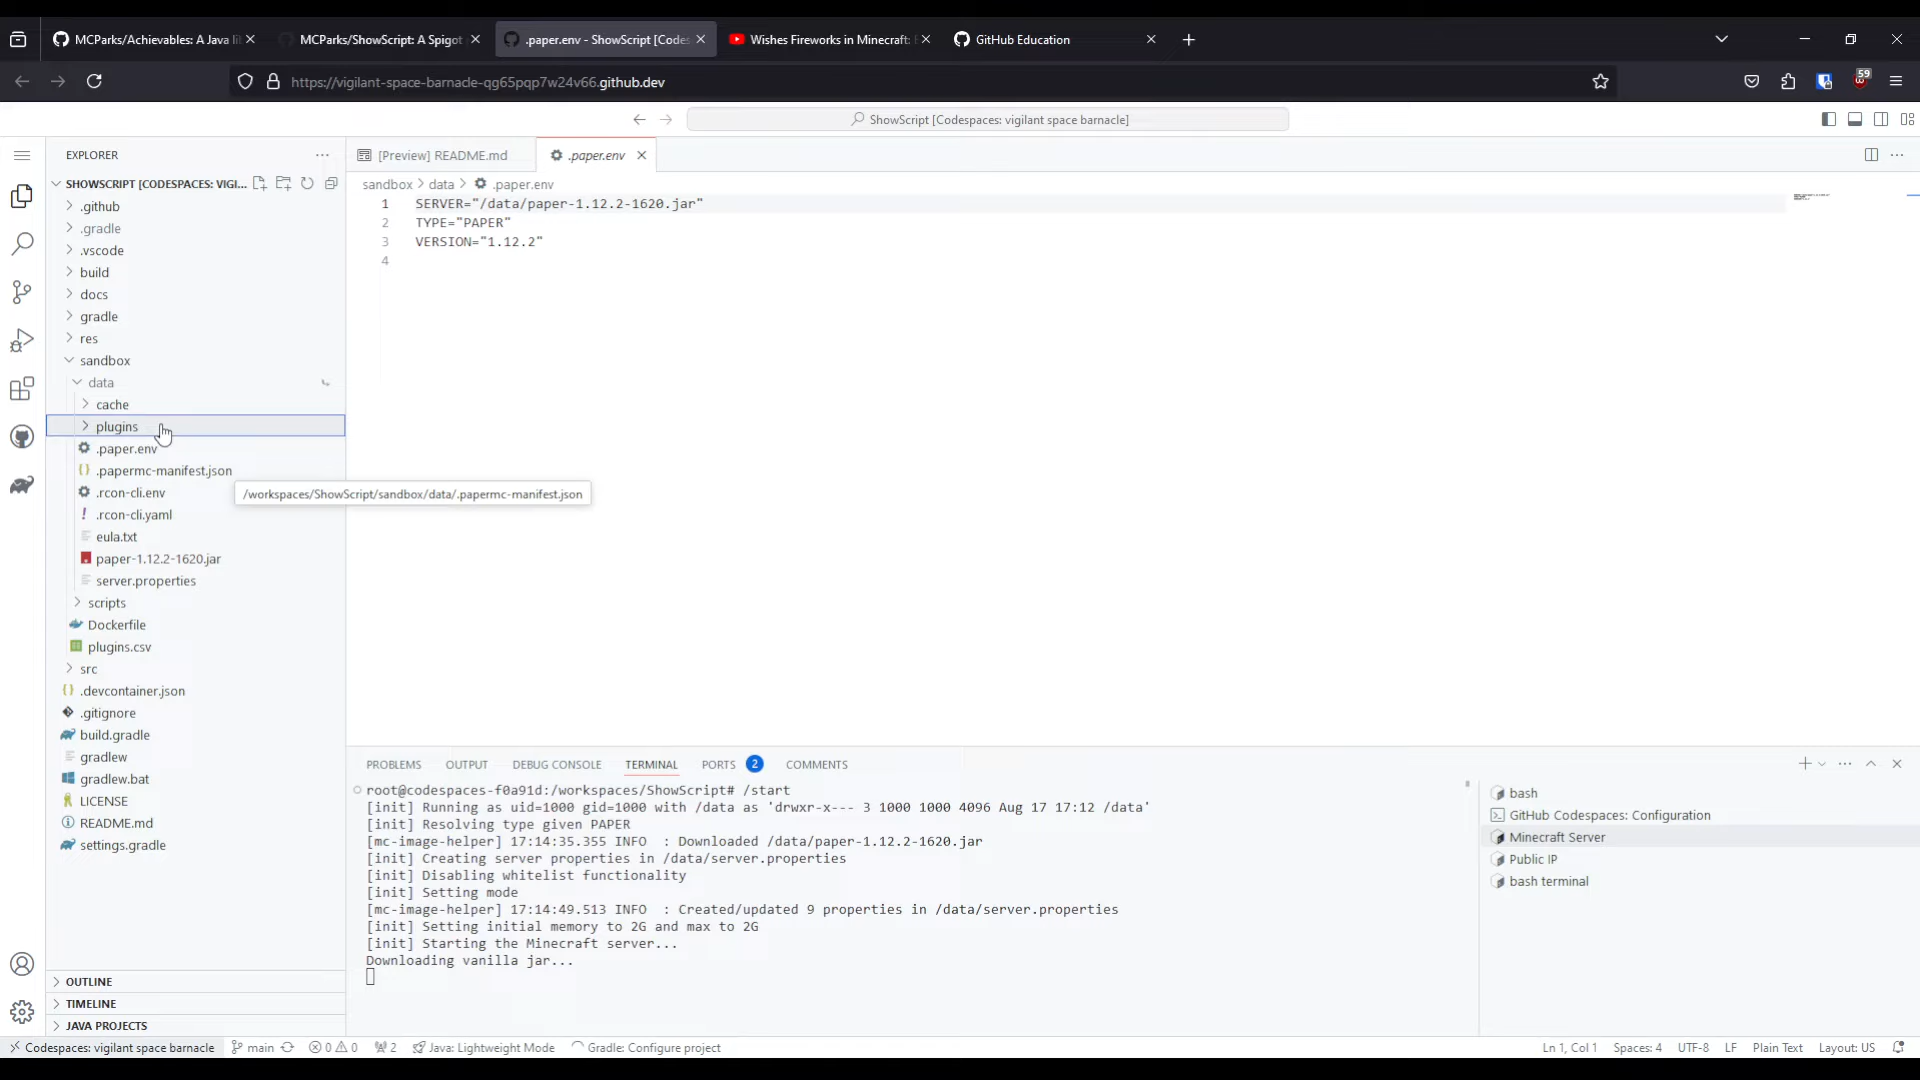 MCParks/Achievables: A Java li
MCParks/ShowScript: A Spigot
.paper.env - ShowScript [Codes
Wishes Fireworks in Minecraft:
GitHub Education
https://vigilant-space-barnacle-qg65pqp7w24v66.github.dev
59
ShowScript [Codespaces: vigilant space barnacle]
EXPLORER
SHOWSCRIPT [CODESPACES: VIGI...
.github
.gradle
.vscode
build
docs
gradle
res
sandbox
data
cache
plugins
.paper.env
.papermc-manifest.json
.rcon-cli.env
.rcon-cli.yaml
eula.txt
paper-1.12.2-1620.jar
server.properties
scripts
Dockerfile
plugins.csv
src
.devcontainer.json
.gitignore
build.gradle
gradlew
gradlew.bat
LICENSE
README.md
settings.gradle
OUTLINE
TIMELINE
JAVA PROJECTS
/workspaces/ShowScript/sandbox/data/.papermc-manifest.json
[Preview] README.md
.paper.env
sandbox > data > .paper.env
1 SERVER="/data/paper-1.12.2-1620.jar"
2 TYPE="PAPER"
3 VERSION="1.12.2"
4
PROBLEMS OUTPUT DEBUG CONSOLE TERMINAL PORTS 2 COMMENTS
root@codespaces-f0a91d:/workspaces/ShowScript# /start
[init] Running as uid=1000 gid=1000 with /data as 'drwxr-x--- 3 1000 1000 4096 Aug 17 17:12 /data'
[init] Resolving type given PAPER
[mc-image-helper] 17:14:35.355 INFO  : Downloaded /data/paper-1.12.2-1620.jar
[init] Creating server properties in /data/server.properties
[init] Disabling whitelist functionality
[init] Setting mode
[mc-image-helper] 17:14:49.513 INFO  : Created/updated 9 properties in /data/server.properties
[init] Setting initial memory to 2G and max to 2G
[init] Starting the Minecraft server...
Downloading vanilla jar...
bash
GitHub Codespaces: Configuration
Minecraft Server
Public IP
bash terminal
Codespaces: vigilant space barnacle main 0 0 2 Java: Lightweight Mode Gradle: Configure project Ln 1, Col 1 Spaces: 4 UTF-8 LF Plain Text Layout: US